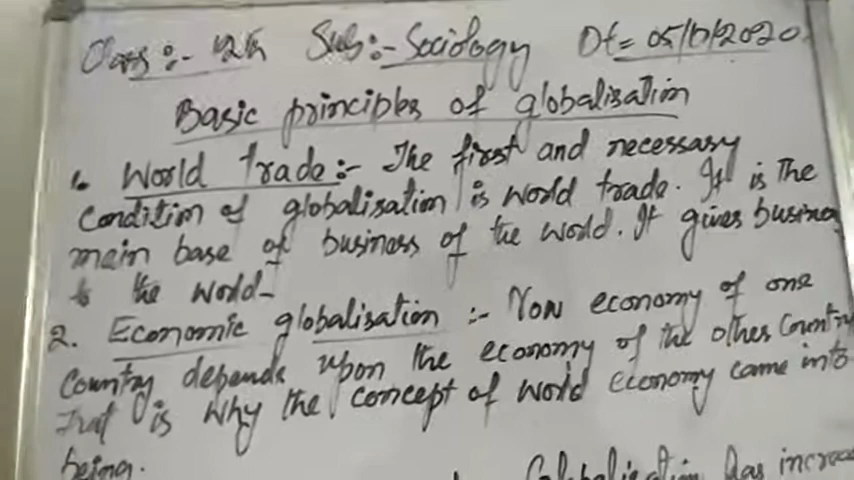 Class:- 12th Sub:- Sociology Dt= 05/10/2020
Basic principles of globalisation
1. World trade:- The first and necessary
condition of globalisation is world trade. It is The
main base of business of the world. It gives business
to the world-
2. Economic globalisation :- Now economy of one
Country depends upon the economy of the other Country
That is why the concept of world economy came into
being.
Globalisation has increa